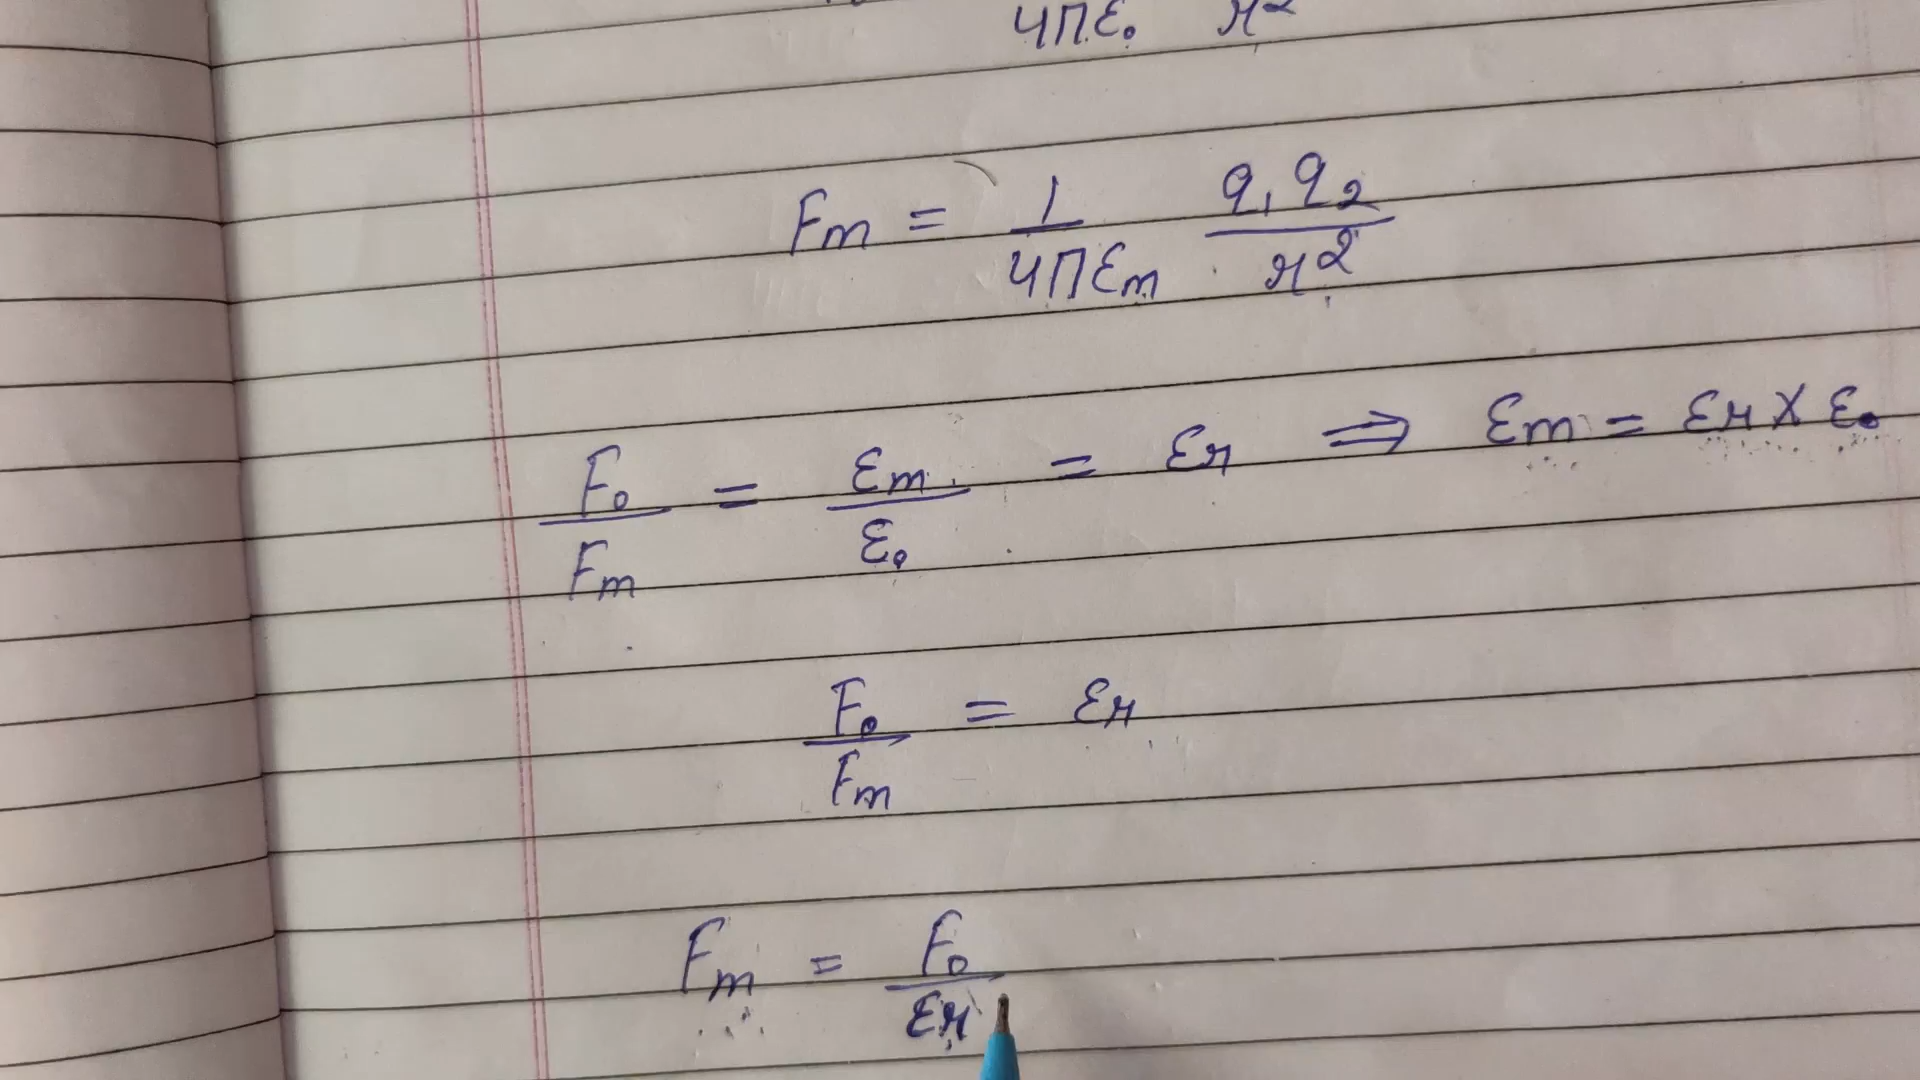 4πε₀ r²
Fm = 1/4πεm q₁q₂/r²
F₀/Fm = εm/ε₀ = εr ⇒ εm = εr × ε₀
F₀/Fm = εr
Fm = F₀/εr